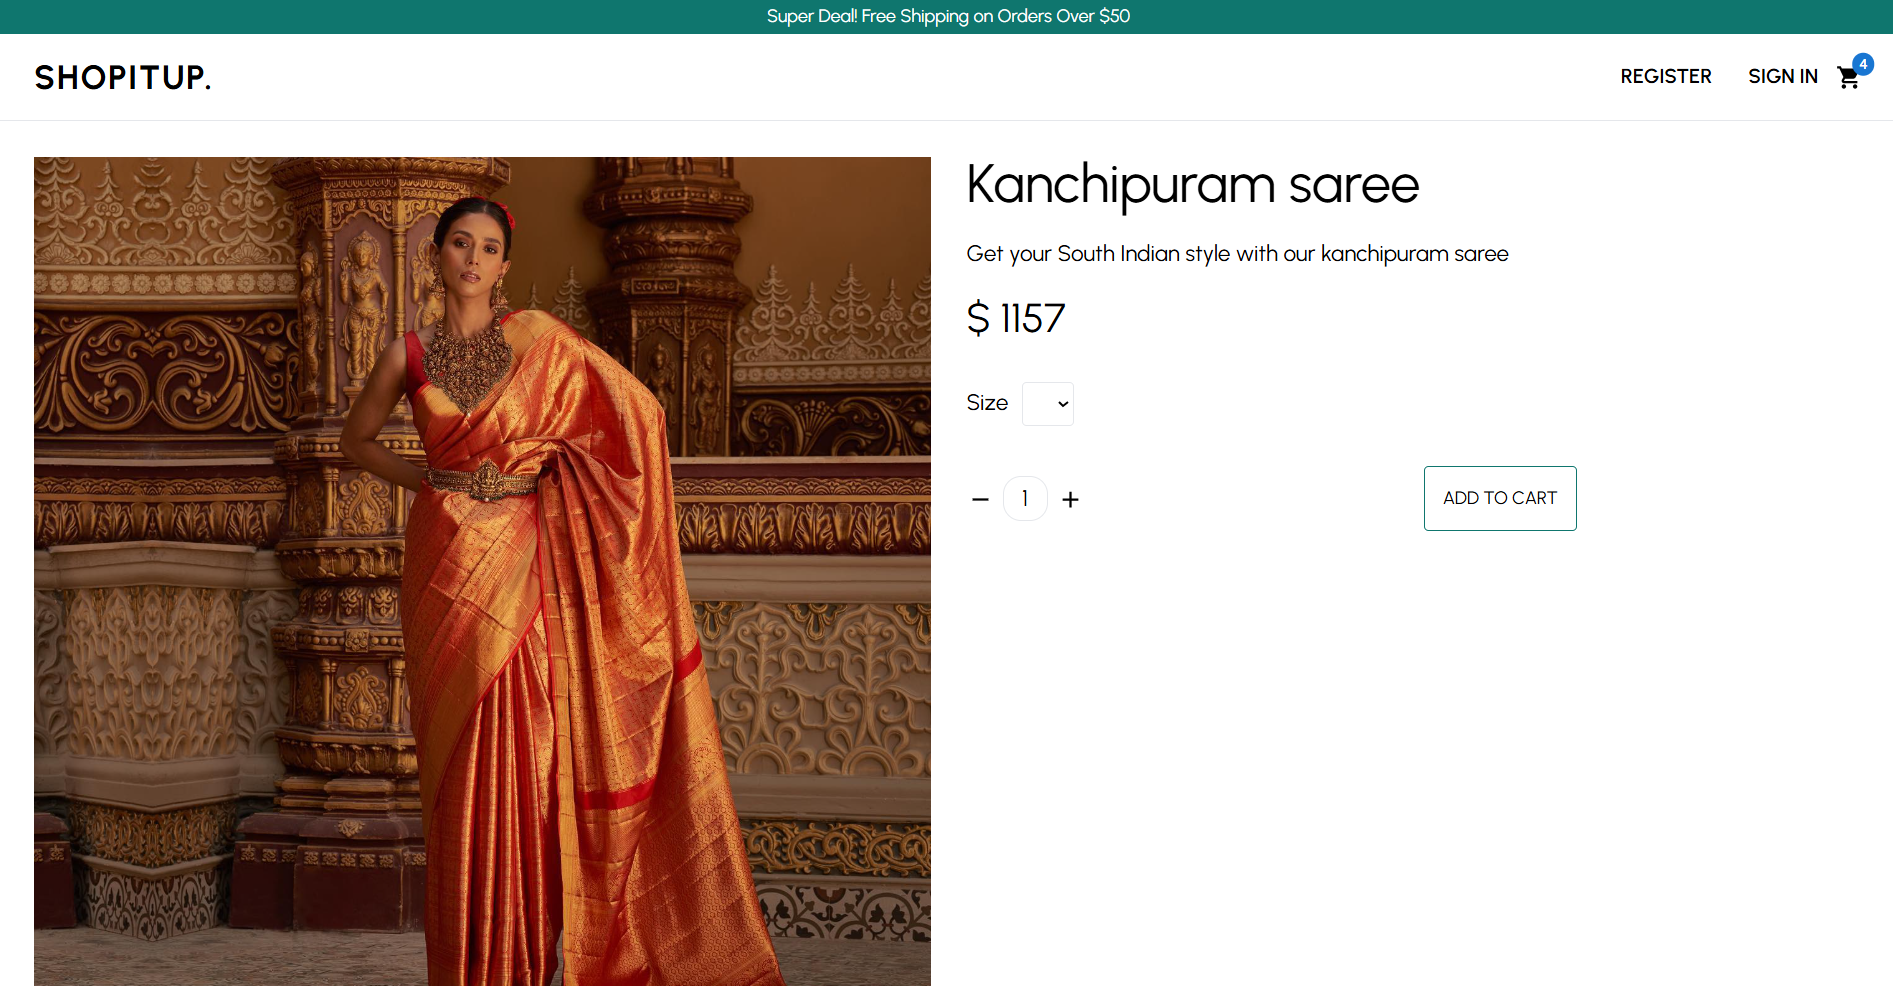 Super Deal! Free Shipping on Orders Over $50
SHOPITUP.
REGISTER SIGN IN 4
Kanchipuram saree
Get your South Indian style with our kanchipuram saree
$ 1157
Size
1
ADD TO CART